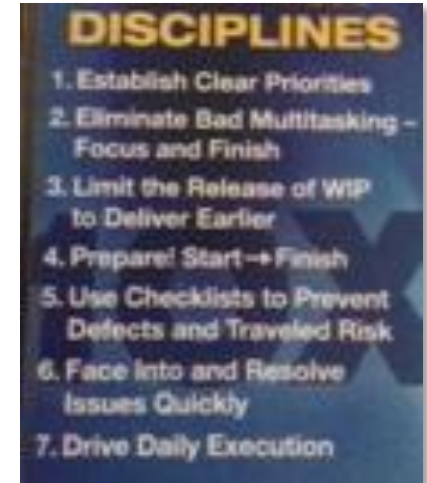 DISCIPLINES
1. Establish Clear Priorities
2. Eliminate Bad Multitasking –
Focus and Finish
3. Limit the Release of WIP
to Deliver Earlier
4. Prepare! Start→Finish
5. Use Checklists to Prevent
Defects and Traveled Risk
6. Face Into and Resolve
Issues Quickly
7. Drive Daily Execution